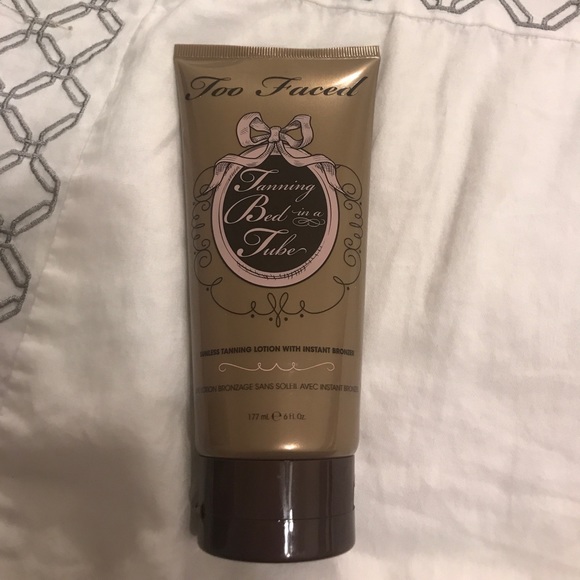 Too Faced
Tanning
Bed in a
Tube
TANNING LOTION WITH INSTANT BRONZER
LOTION BRONZAGE SANS SOLEIL AVEC INSTANT
177 ml. ℮ 6 fl. Oz.